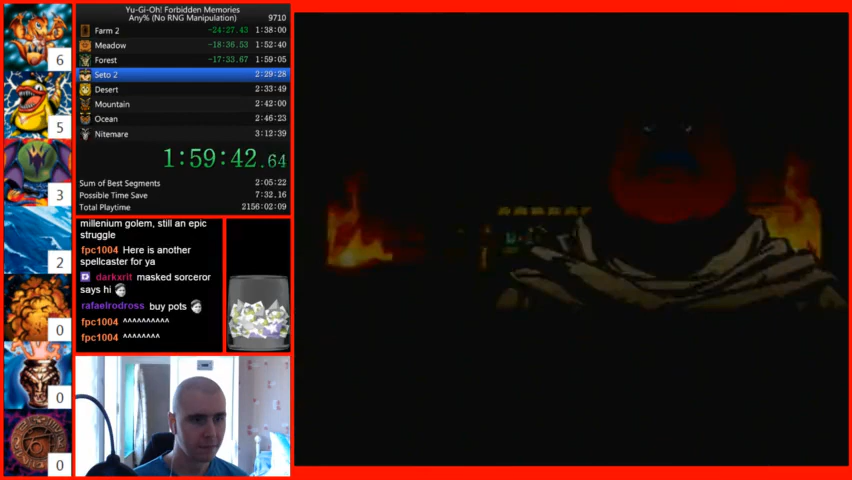 Yu-Gi-Oh! Forbidden Memories
Any% (No RNG Manipulation) 9710
Farm 2 -24:27.43 1:38:00
Meadow -18:36.53 1:52:40
Forest -17:33.67 1:59:05
Seto 2 2:29:28
Desert 2:33:49
Mountain 2:42:00
Ocean 2:46:23
Nitemare 3:12:39
1:59:42.64
Sum of Best Segments 2:05:22
Possible Time Save 7:32.16
Total Playtime 2156:02:09
millenium golem, still an epic
struggle
fpc1004 Here is another
spellcaster for ya
darkxrit masked sorceror
says hi
rafaelrodross buy pots
fpc1004 ^^^^^^^^^^
fpc1004 ^^^^^^^^
6
5
3
2
0
0
0